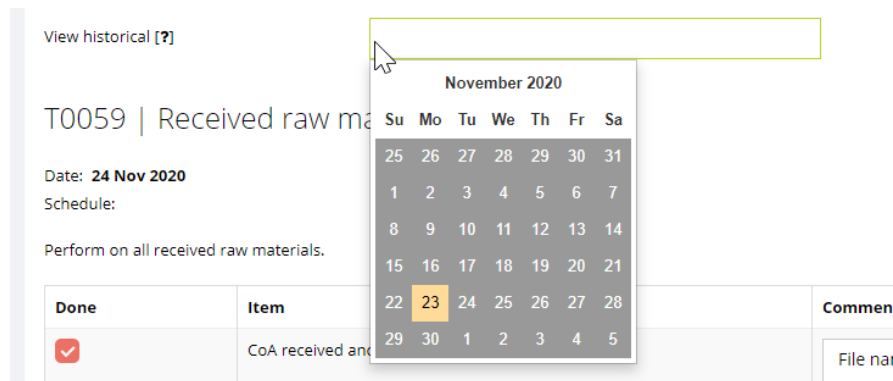 View historical [?]
November 2020
T0059 | Received raw ma
Su Mo Tu We Th Fr Sa
25 26 27 28 29 30 31
Date: 24 Nov 2020
1 2 3 4 5 6 7
Schedule:
8 9 10 11 12 13 14
Perform on all received raw materials.
15 16 17 18 19 20 21
22 23 24 25 26 27 28
Done Item Commen
29 30 1 2 3 4 5
CoA received and
File nar